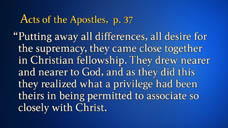 Acts of the Apostles, p. 37
“Putting away all differences, all desire for
the supremacy, they came close together
in Christian fellowship. They drew nearer
and nearer to God, and as they did this
they realized what a privilege had been
theirs in being permitted to associate so
closely with Christ.